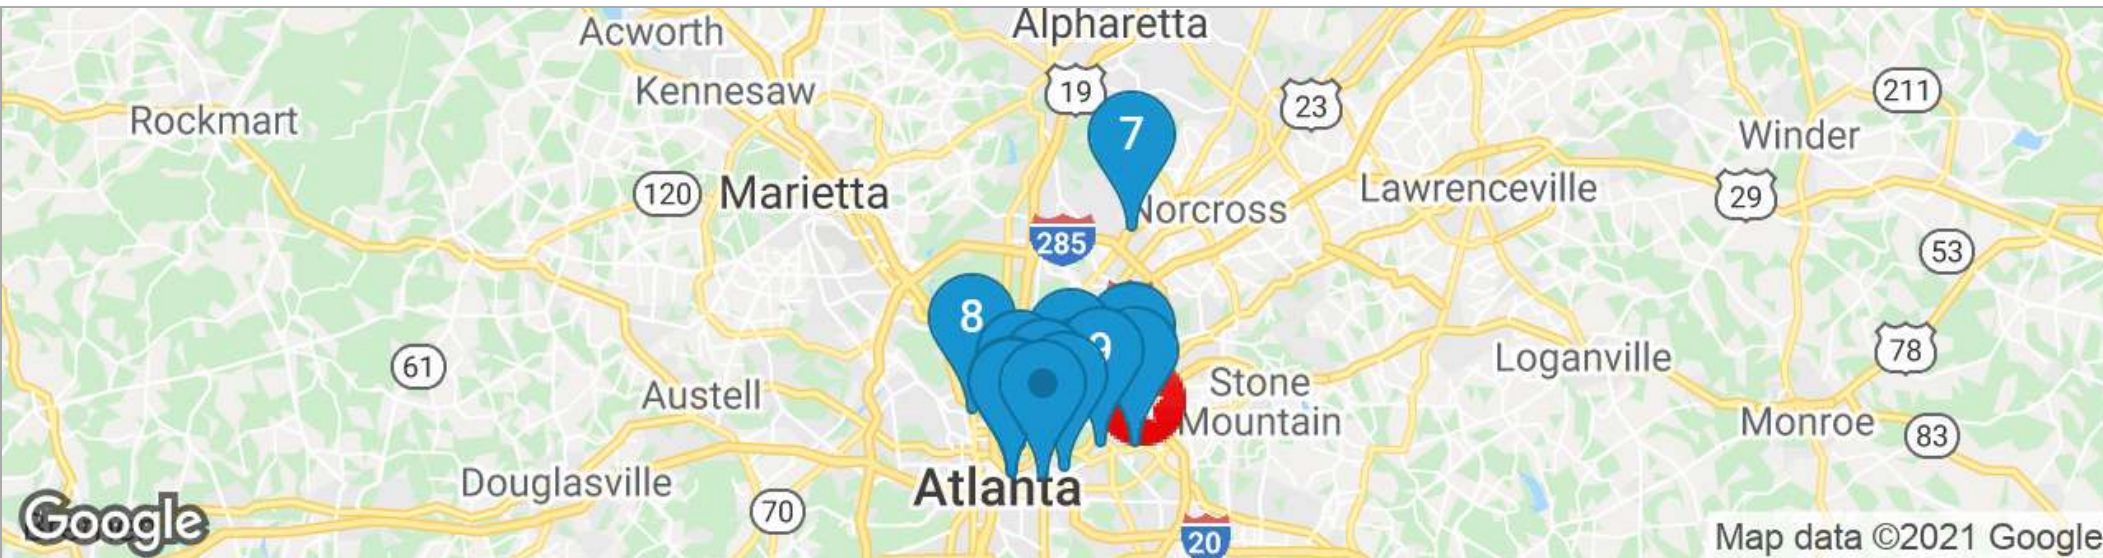 Acworth
Alpharetta
Kennesaw
19
23
211
Rockmart
7
Winder
120
Marietta
Lawrenceville
29
Norcross
285
53
8
9
61
Loganville
78
Austell
Stone
Mountain
Monroe
83
Douglasville
Atlanta
70
Google
20
Map data ©2021 Google